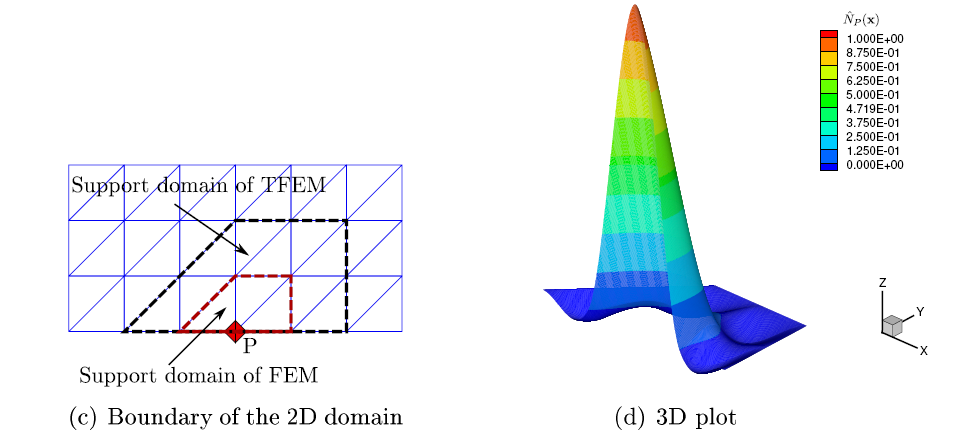 Support domain of TFEM
P
Support domain of FEM
(c) Boundary of the 2D domain
N̂_P(x)
1.000E+00
8.750E-01
7.500E-01
6.250E-01
5.000E-01
4.719E-01
3.750E-01
2.500E-01
1.250E-01
0.000E+00
Z
Y
X
(d) 3D plot